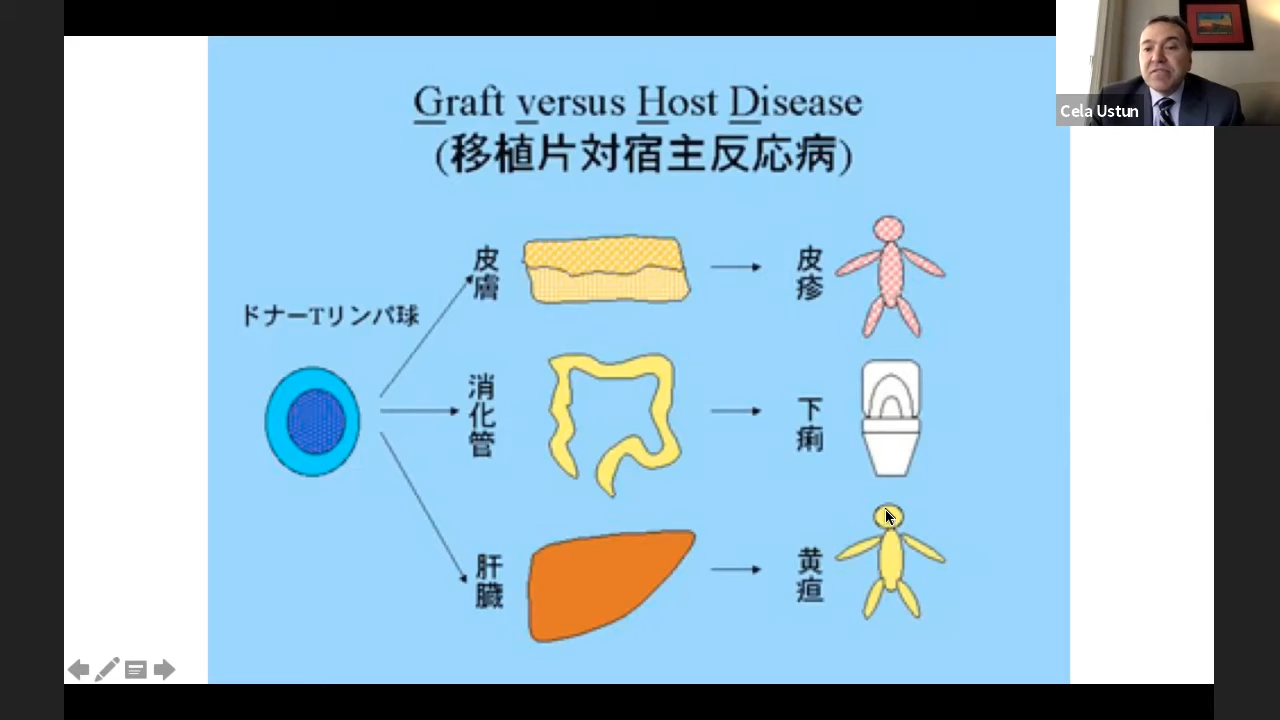 Graft versus Host Disease
(移植片対宿主反応病)
Cela Ustun
ドナーTリンパ球
皮膚
皮疹
消化管
下痢
肝臓
黄疸